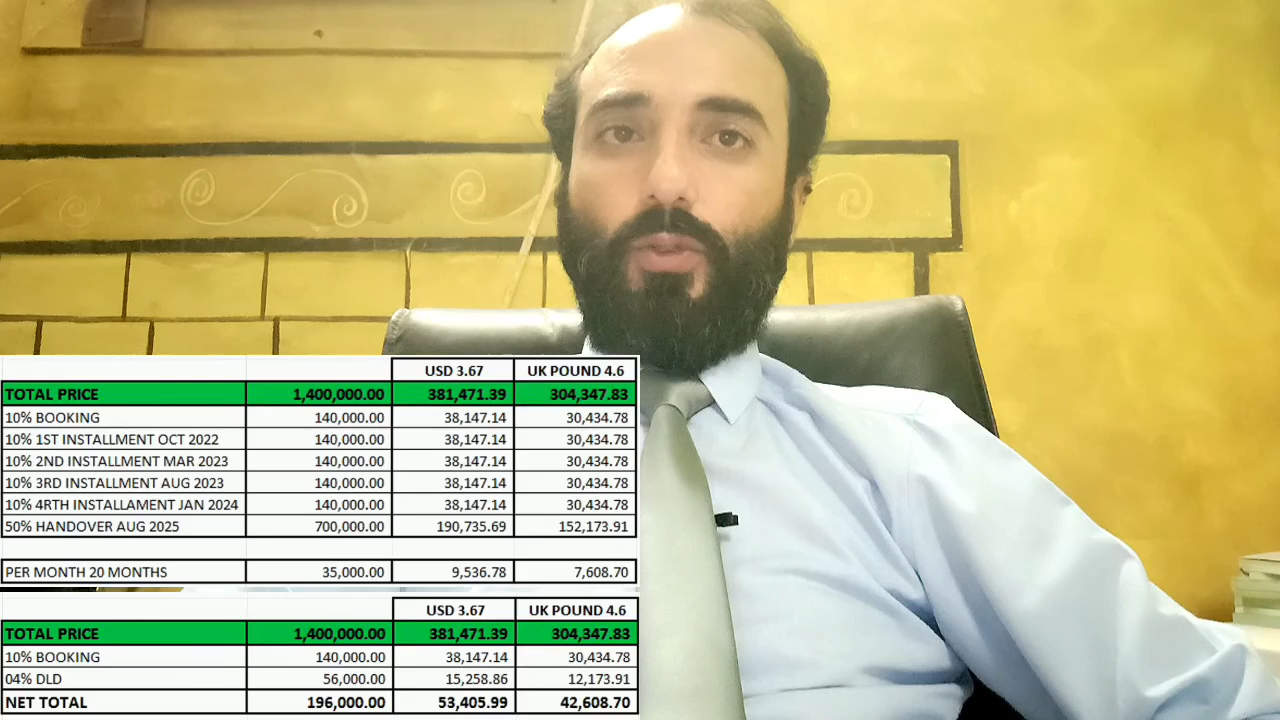 USD 3.67 UK POUND 4.6
TOTAL PRICE 1,400,000.00 381,471.39 304,347.83
10% BOOKING 140,000.00 38,147.14 30,434.78
10% 1ST INSTALLMENT OCT 2022 140,000.00 38,147.14 30,434.78
10% 2ND INSTALLMENT MAR 2023 140,000.00 38,147.14 30,434.78
10% 3RD INSTALLMENT AUG 2023 140,000.00 38,147.14 30,434.78
10% 4RTH INSTALLAMENT JAN 2024 140,000.00 38,147.14 30,434.78
50% HANDOVER AUG 2025 700,000.00 190,735.69 152,173.91
PER MONTH 20 MONTHS 35,000.00 9,536.78 7,608.70
USD 3.67 UK POUND 4.6
TOTAL PRICE 1,400,000.00 381,471.39 304,347.83
10% BOOKING 140,000.00 38,147.14 30,434.78
04% DLD 56,000.00 15,258.86 12,173.91
NET TOTAL 196,000.00 53,405.99 42,608.70